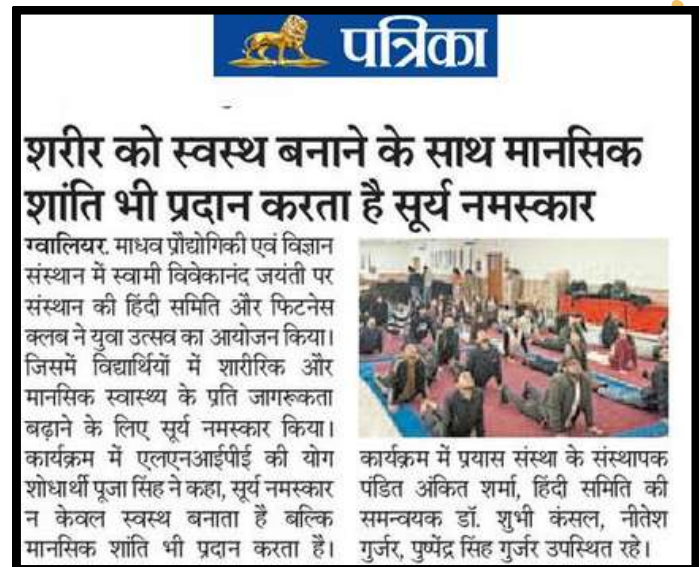 पत्रिका
शरीर को स्वस्थ बनाने के साथ मानसिक
शांति भी प्रदान करता है सूर्य नमस्कार
ग्वालियर. माधव प्रौद्योगिकी एवं विज्ञान
संस्थान में स्वामी विवेकानंद जयंती पर
संस्थान की हिंदी समिति और फिटनेस
क्लब ने युवा उत्सव का आयोजन किया।
जिसमें विद्यार्थियों में शारीरिक और
मानसिक स्वास्थ्य के प्रति जागरूकता
बढ़ाने के लिए सूर्य नमस्कार किया।
कार्यक्रम में एलएनआईपीई की योग
शोधार्थी पूजा सिंह ने कहा, सूर्य नमस्कार
न केवल स्वस्थ बनाता है बल्कि
मानसिक शांति भी प्रदान करता है।
कार्यक्रम में प्रयास संस्था के संस्थापक
पंडित अंकित शर्मा, हिंदी समिति की
समन्वयक डॉ. शुभी कंसल, नीतेश
गुर्जर, पुष्पेंद्र सिंह गुर्जर उपस्थित रहे।